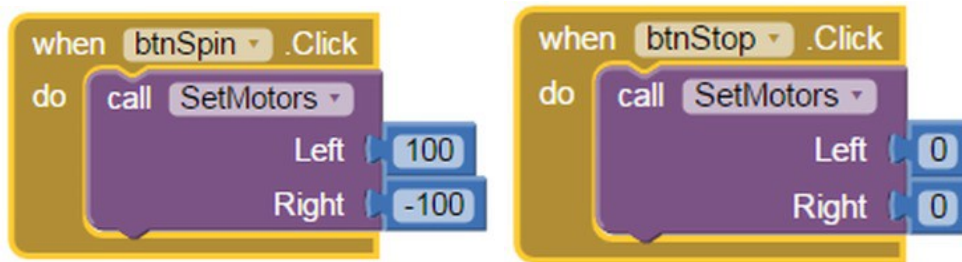 when btnSpin .Click
do call SetMotors
Left 100
Right -100
when btnStop .Click
do call SetMotors
Left 0
Right 0